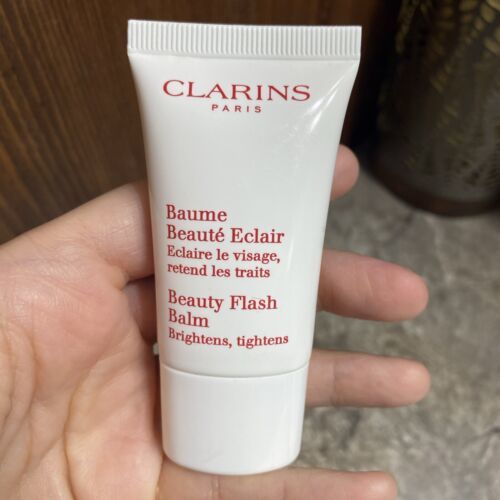 CLARINS
PARIS
Baume
Beauté Eclair
Eclaire le visage,
retend les traits
Beauty Flash
Balm
Brightens, tightens